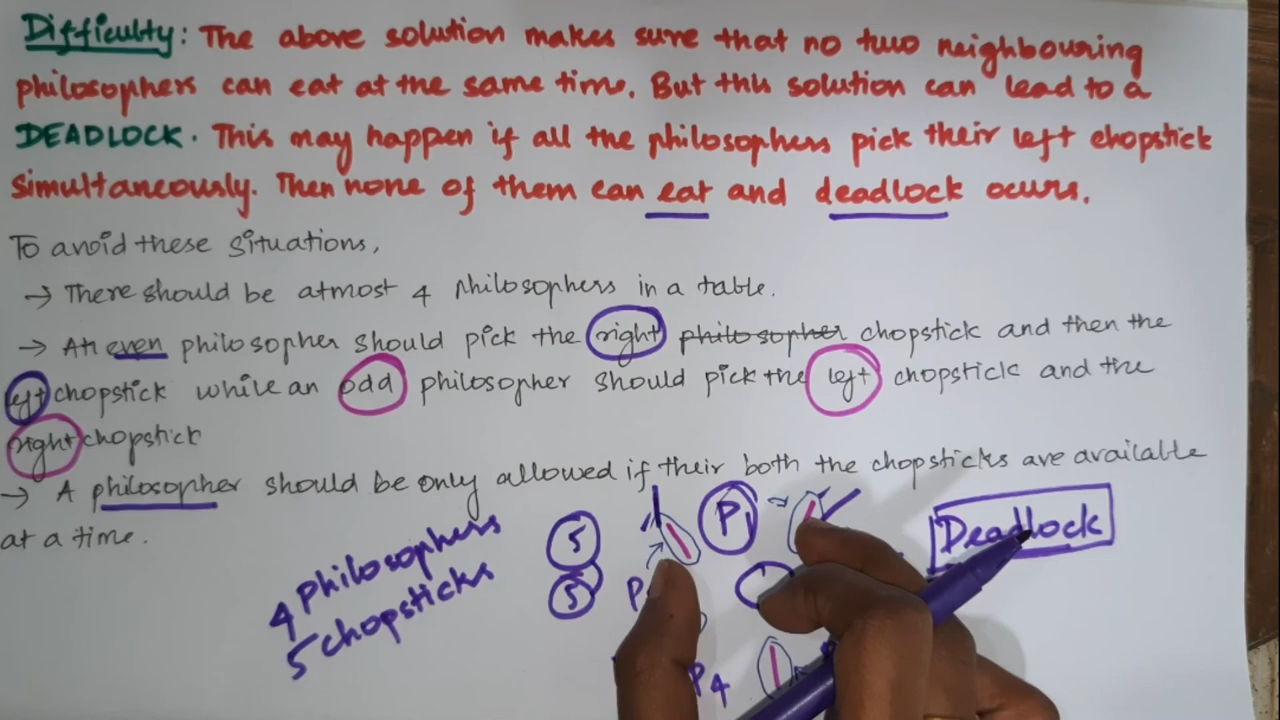 Difficulty: The above solution makes sure that no two neighbouring
philosophers can eat at the same time. But this solution can lead to a
DEADLOCK. This may happen if all the philosophers pick their left chopstick
simultaneously. Then none of them can eat and deadlock ocurs.
To avoid these situations,
→ There should be atmost 4 philosophers in a table.
→ An even philosopher should pick the right philosopher chopstick and then the
left chopstick while an odd philosopher should pick the left chopstick and the
right chopstick
→ A philosopher should be only allowed if their both the chopsticks are available
at a time.
4 philosophers
5 chopsticks
5
5
P1
P4
Deadlock